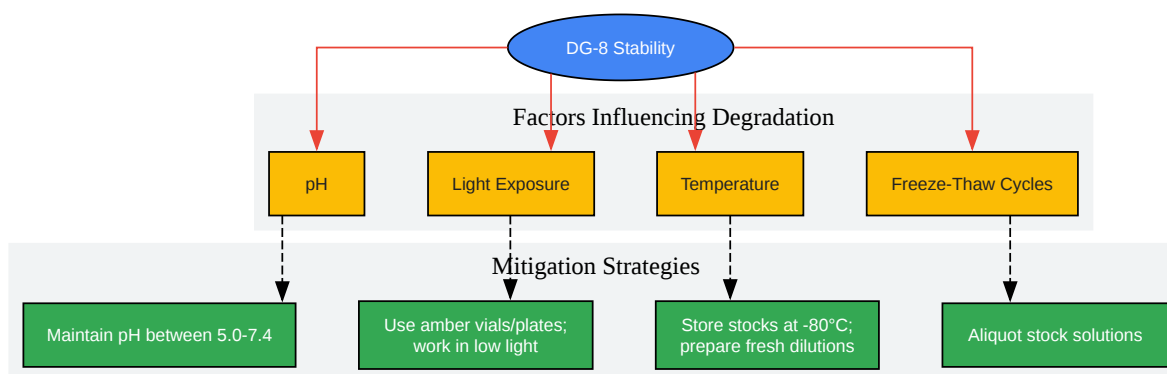 DG-8 Stability
Factors Influencing Degradation
pH
Light Exposure
Temperature
Freeze-Thaw Cycles
Mitigation Strategies
Maintain pH between 5.0-7.4
Use amber vials/plates;
work in low light
Store stocks at -80°C;
prepare fresh dilutions
Aliquot stock solutions